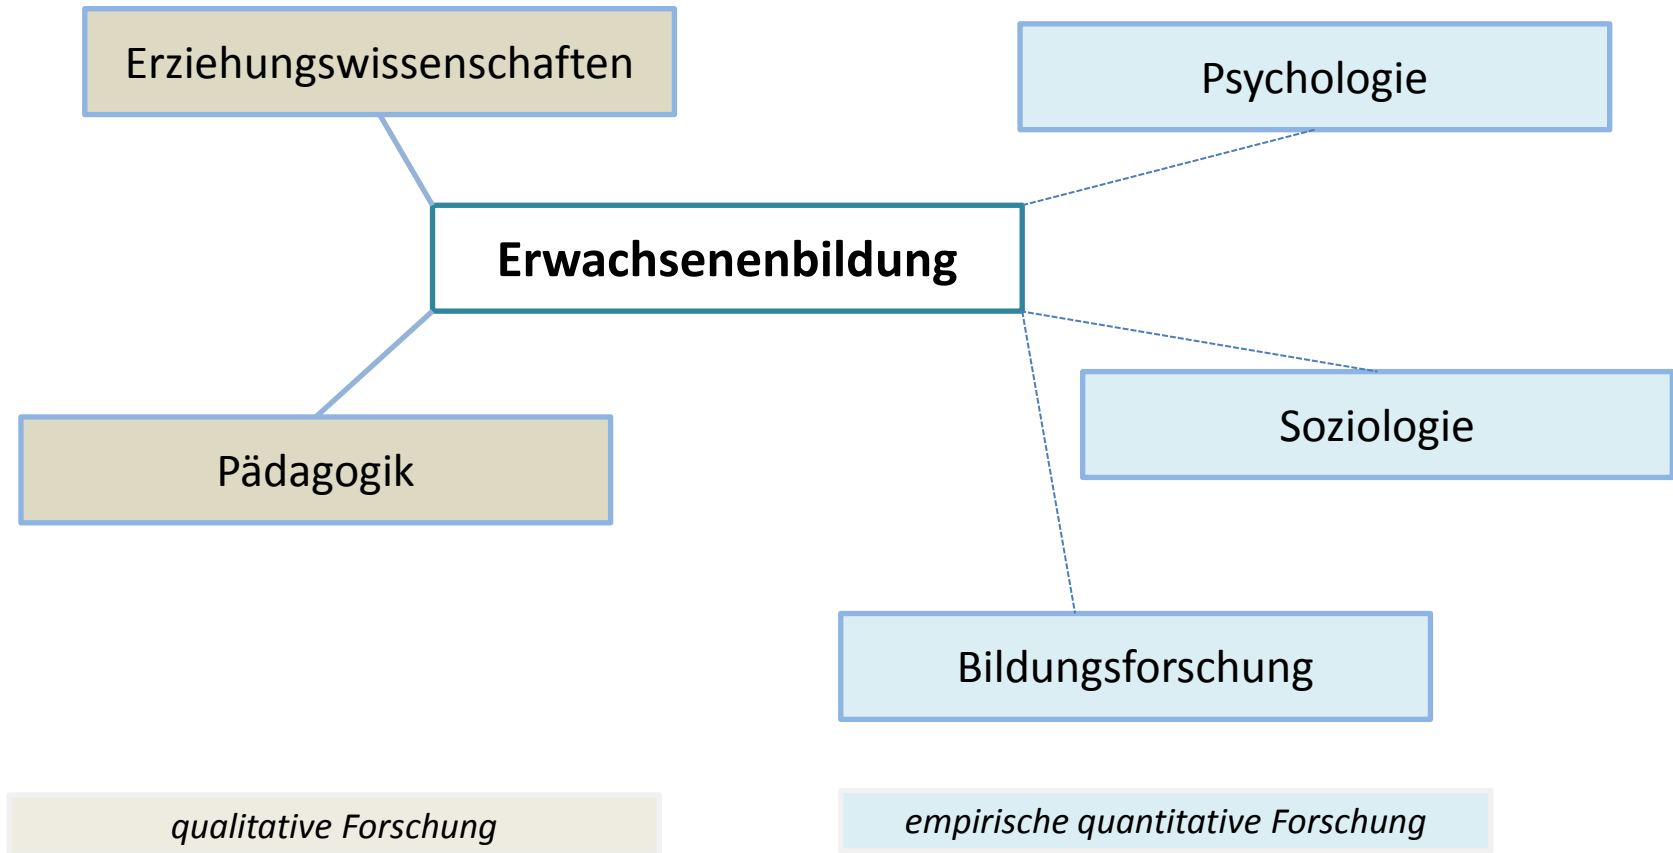 Erziehungswissenschaften
Psychologie
Erwachsenenbildung
Soziologie
Pädagogik
Bildungsforschung
qualitative Forschung
empirische quantitative Forschung